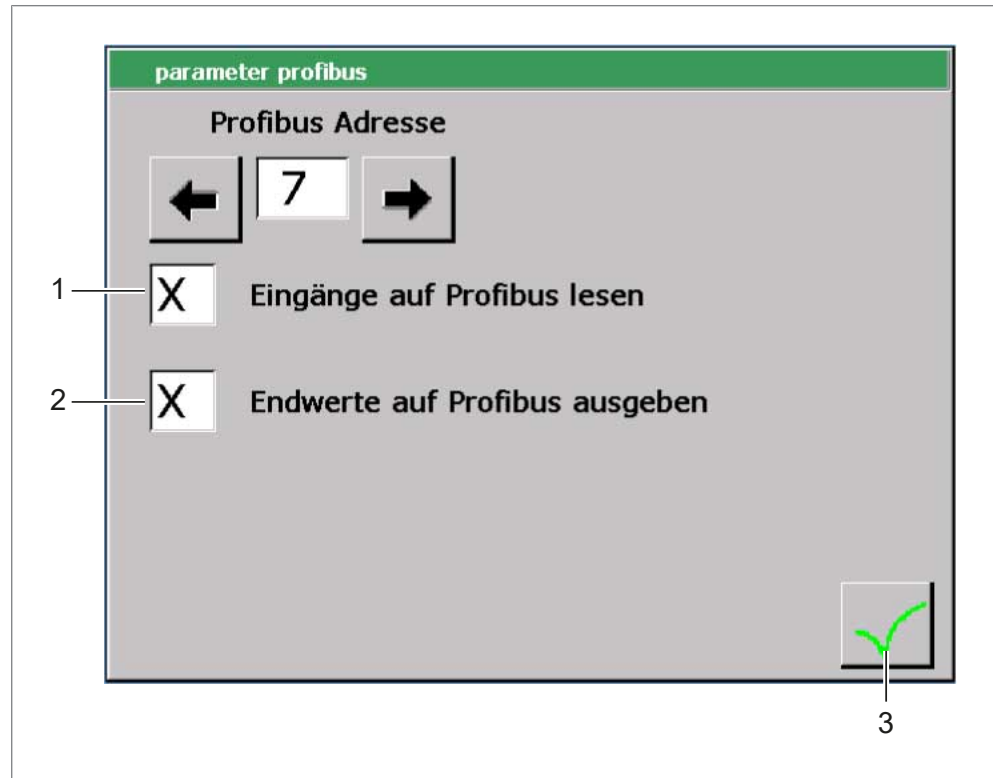 parameter profibus
Profibus Adresse
7
1 X Eingänge auf Profibus lesen
2 X Endwerte auf Profibus ausgeben
3